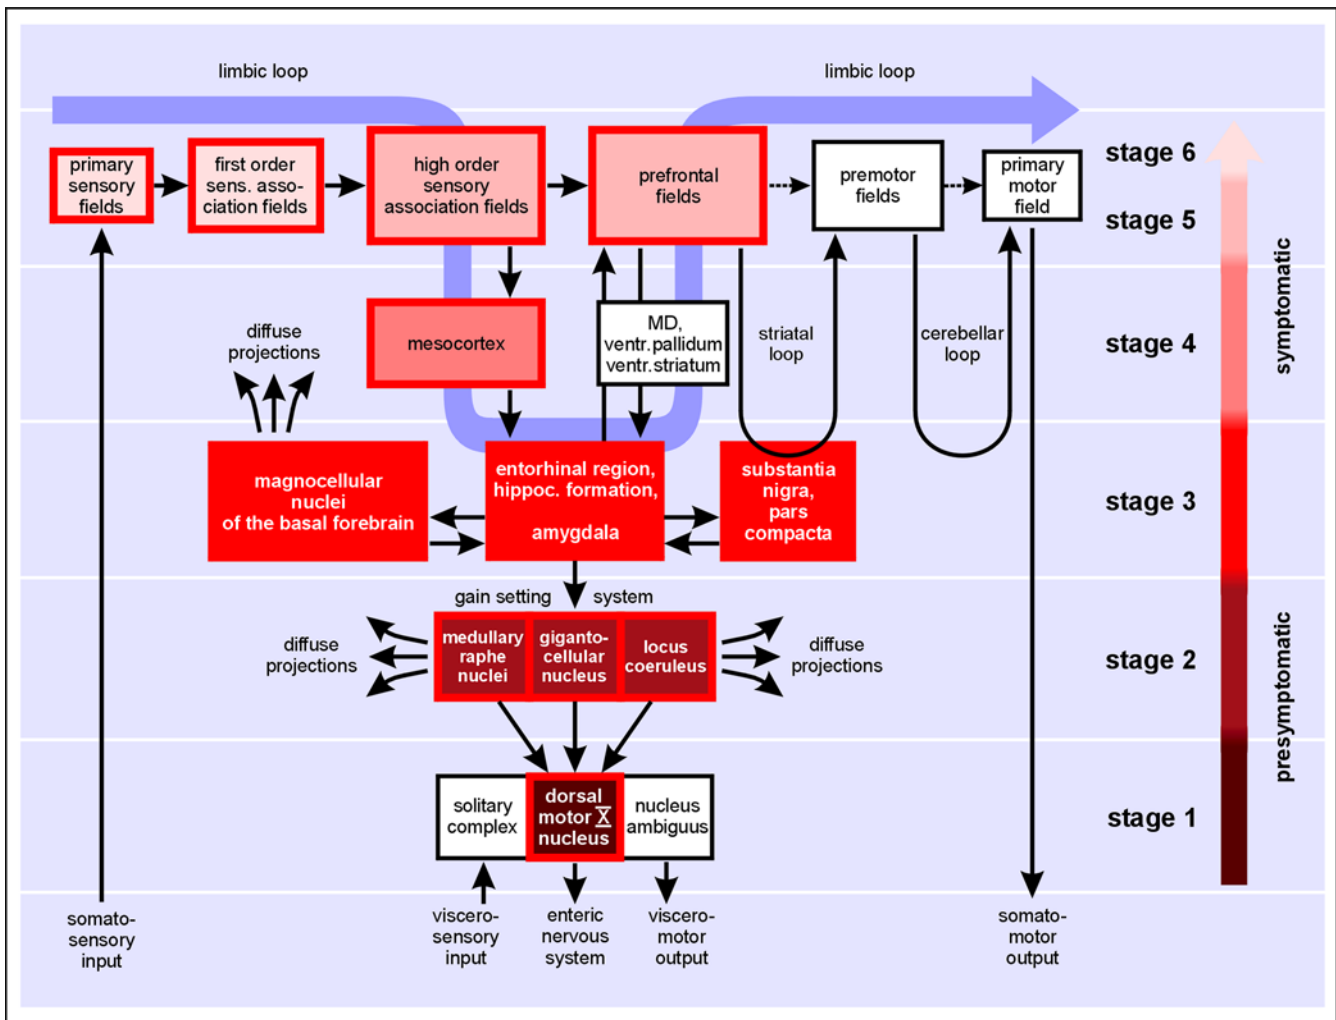 limbic loop
limbic loop
primary
sensory
fields
first order
sens. asso-
ciation fields
high order
sensory
association fields
prefrontal
fields
premotor
fields
primary
motor
field
stage 6
stage 5
diffuse
projections
mesocortex
MD,
ventr.pallidum
ventr.striatum
striatal
loop
cerebellar
loop
stage 4
symptomatic
magnocellular
nuclei
of the basal forebrain
entorhinal region,
hippoc. formation,
amygdala
substantia
nigra,
pars
compacta
stage 3
gain setting system
diffuse
projections
medullary
raphe
nuclei
giganto-
cellular
nucleus
locus
coeruleus
diffuse
projections
stage 2
presymptomatic
solitary
complex
dorsal
motor X
nucleus
nucleus
ambiguus
stage 1
somato-
sensory
input
viscero-
sensory
input
enteric
nervous
system
viscero-
motor
output
somato-
motor
output